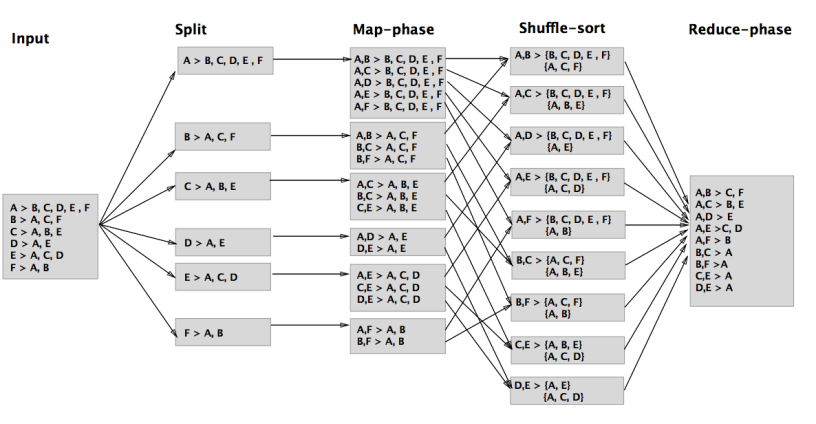 Input
Split
Map-phase
Shuffle-sort
Reduce-phase
A > B, C, D, E , F
B > A, C, F
C > A, B, E
D > A, E
E > A, C, D
F > A, B
A > B, C, D, E , F
B > A, C, F
C > A, B, E
D > A, E
E > A, C, D
F > A, B
A,B > B, C, D, E , F
A,C > B, C, D, E , F
A,D > B, C, D, E , F
A,E > B, C, D, E , F
A,F > B, C, D, E , F
A,B > A, C, F
B,C > A, C, F
B,F > A, C, F
A,C > A, B, E
B,C > A, B, E
C,E > A, B, E
A,D > A, E
D,E > A, E
A,E > A, C, D
C,E > A, C, D
D,E > A, C, D
A,F > A, B
B,F > A, B
A,B > {B, C, D, E , F}
{A, C, F}
A,C > {B, C, D, E , F}
{A, B, E}
A,D > {B, C, D, E , F}
{A, E}
A,E > {B, C, D, E , F}
{A, C, D}
A,F > {B, C, D, E , F}
{A, B}
B,C > {A, C, F}
{A, B, E}
B,F > {A, C, F}
{A, B}
C,E > {A, B, E}
{A, C, D}
D,E > {A, E}
{A, C, D}
A,B > C, F
A,C > B, E
A,D > E
A,E >C, D
A,F > B
B,C > A
B,F >A
C,E > A
D,E > A